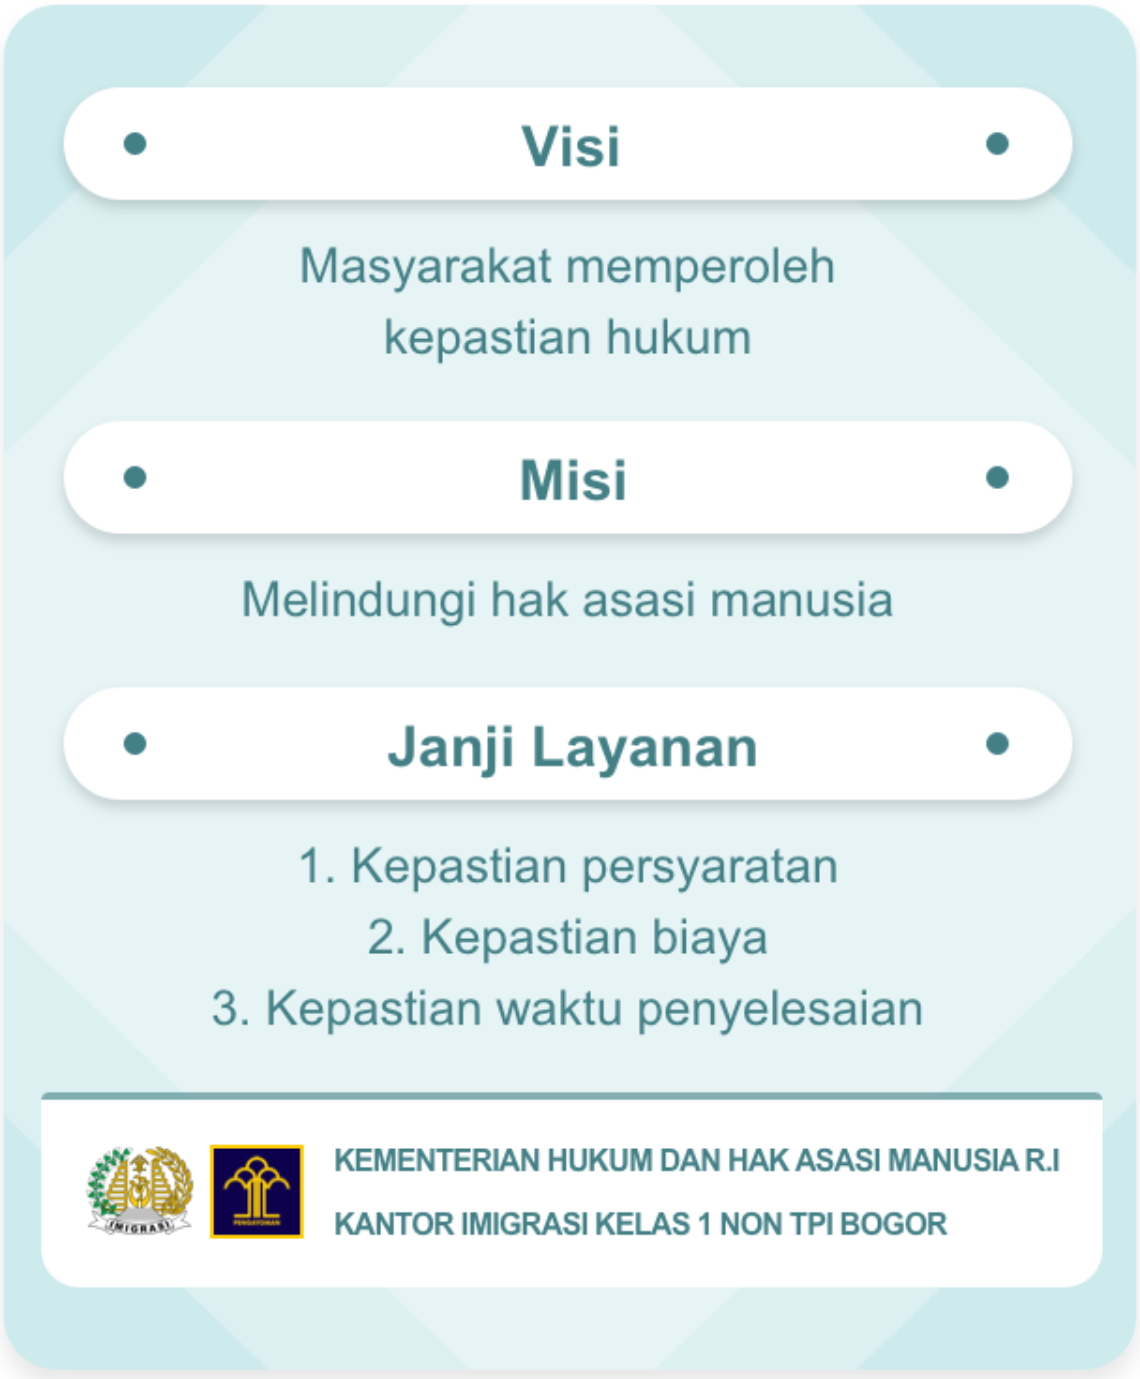 Visi
Masyarakat memperoleh
kepastian hukum
Misi
Melindungi hak asasi manusia
Janji Layanan
1. Kepastian persyaratan
2. Kepastian biaya
3. Kepastian waktu penyelesaian
IMIGRASI
PENGAYOMAN
KEMENTERIAN HUKUM DAN HAK ASASI MANUSIA R.I
KANTOR IMIGRASI KELAS 1 NON TPI BOGOR